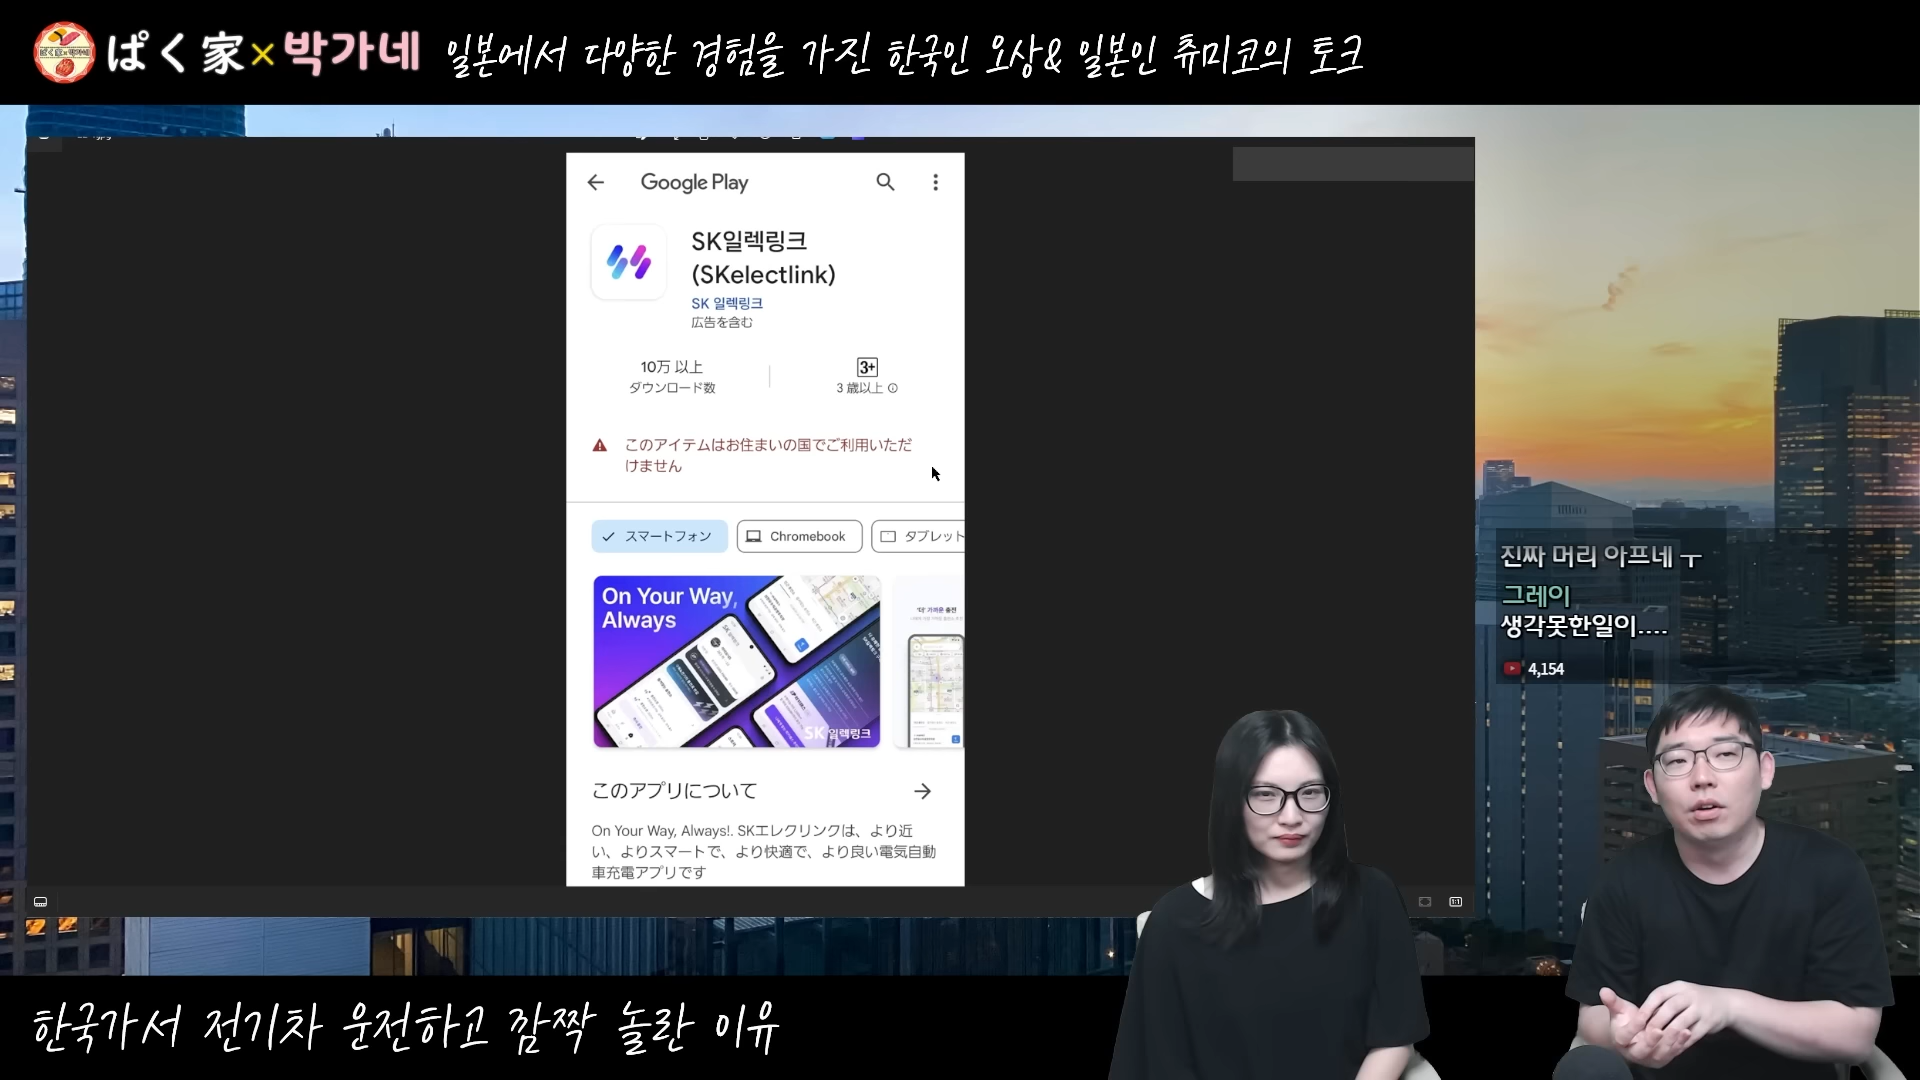 ぱく家×박가네 일본에서 다양한 경험을 가진 한국인 오상& 일본인 츄미코의 토크
Google Play
SK일렉링크
(SKelectlink)
SK 일렉링크
広告を含む
10万 以上
ダウンロード数
3+
3 歳以上
このアイテムはお住まいの国でご利用いただ
けません
スマートフォン
Chromebook
タブレット
On Your Way,
Always
SK 일렉링크
'더' 가까운 충전
このアプリについて
On Your Way, Always!. SKエレクリンクは、より近
い、よりスマートで、より快適で、より良い電気自動
車充電アプリです
진짜 머리 아프네 ㅜ
그레이
생각못한일이....
4,154
한국가서 전기차 운전하고 깜짝 놀란 이유